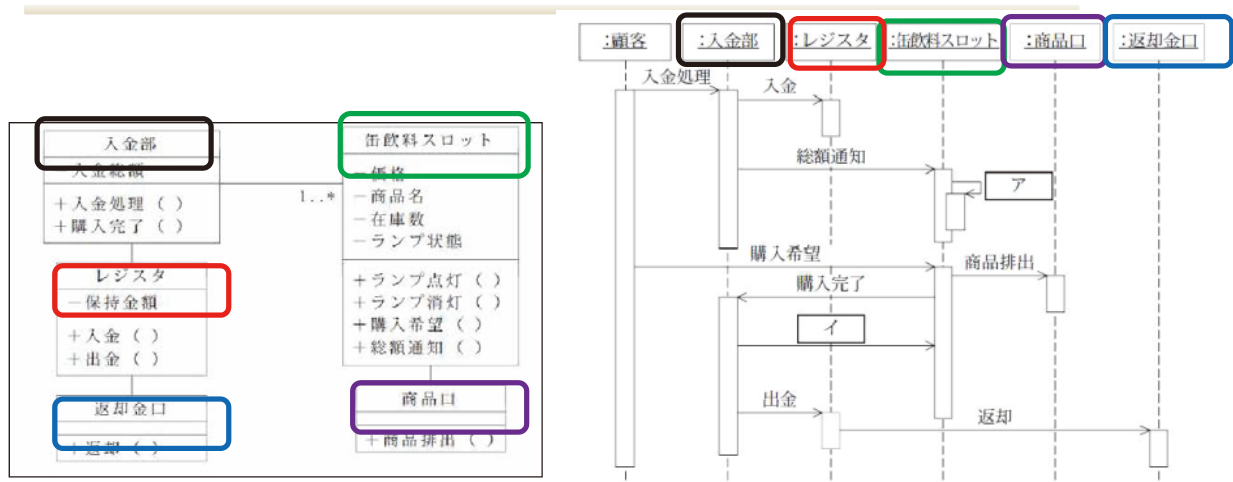 入金部
－入金総額
＋入金処理（ ）
＋購入完了（ ）
1..*
缶飲料スロット
－価格
－商品名
－在庫数
－ランプ状態
＋ランプ点灯（ ）
＋ランプ消灯（ ）
＋購入希望（ ）
＋総額通知（ ）
レジスタ
－保持金額
＋入金（ ）
＋出金（ ）
返却金口
＋返却（ ）
商品口
＋商品排出（ ）
:顧客
:入金部
:レジスタ
:缶飲料スロット
:商品口
:返却金口
入金処理
入金
総額通知
ア
購入希望
商品排出
購入完了
イ
出金
返却